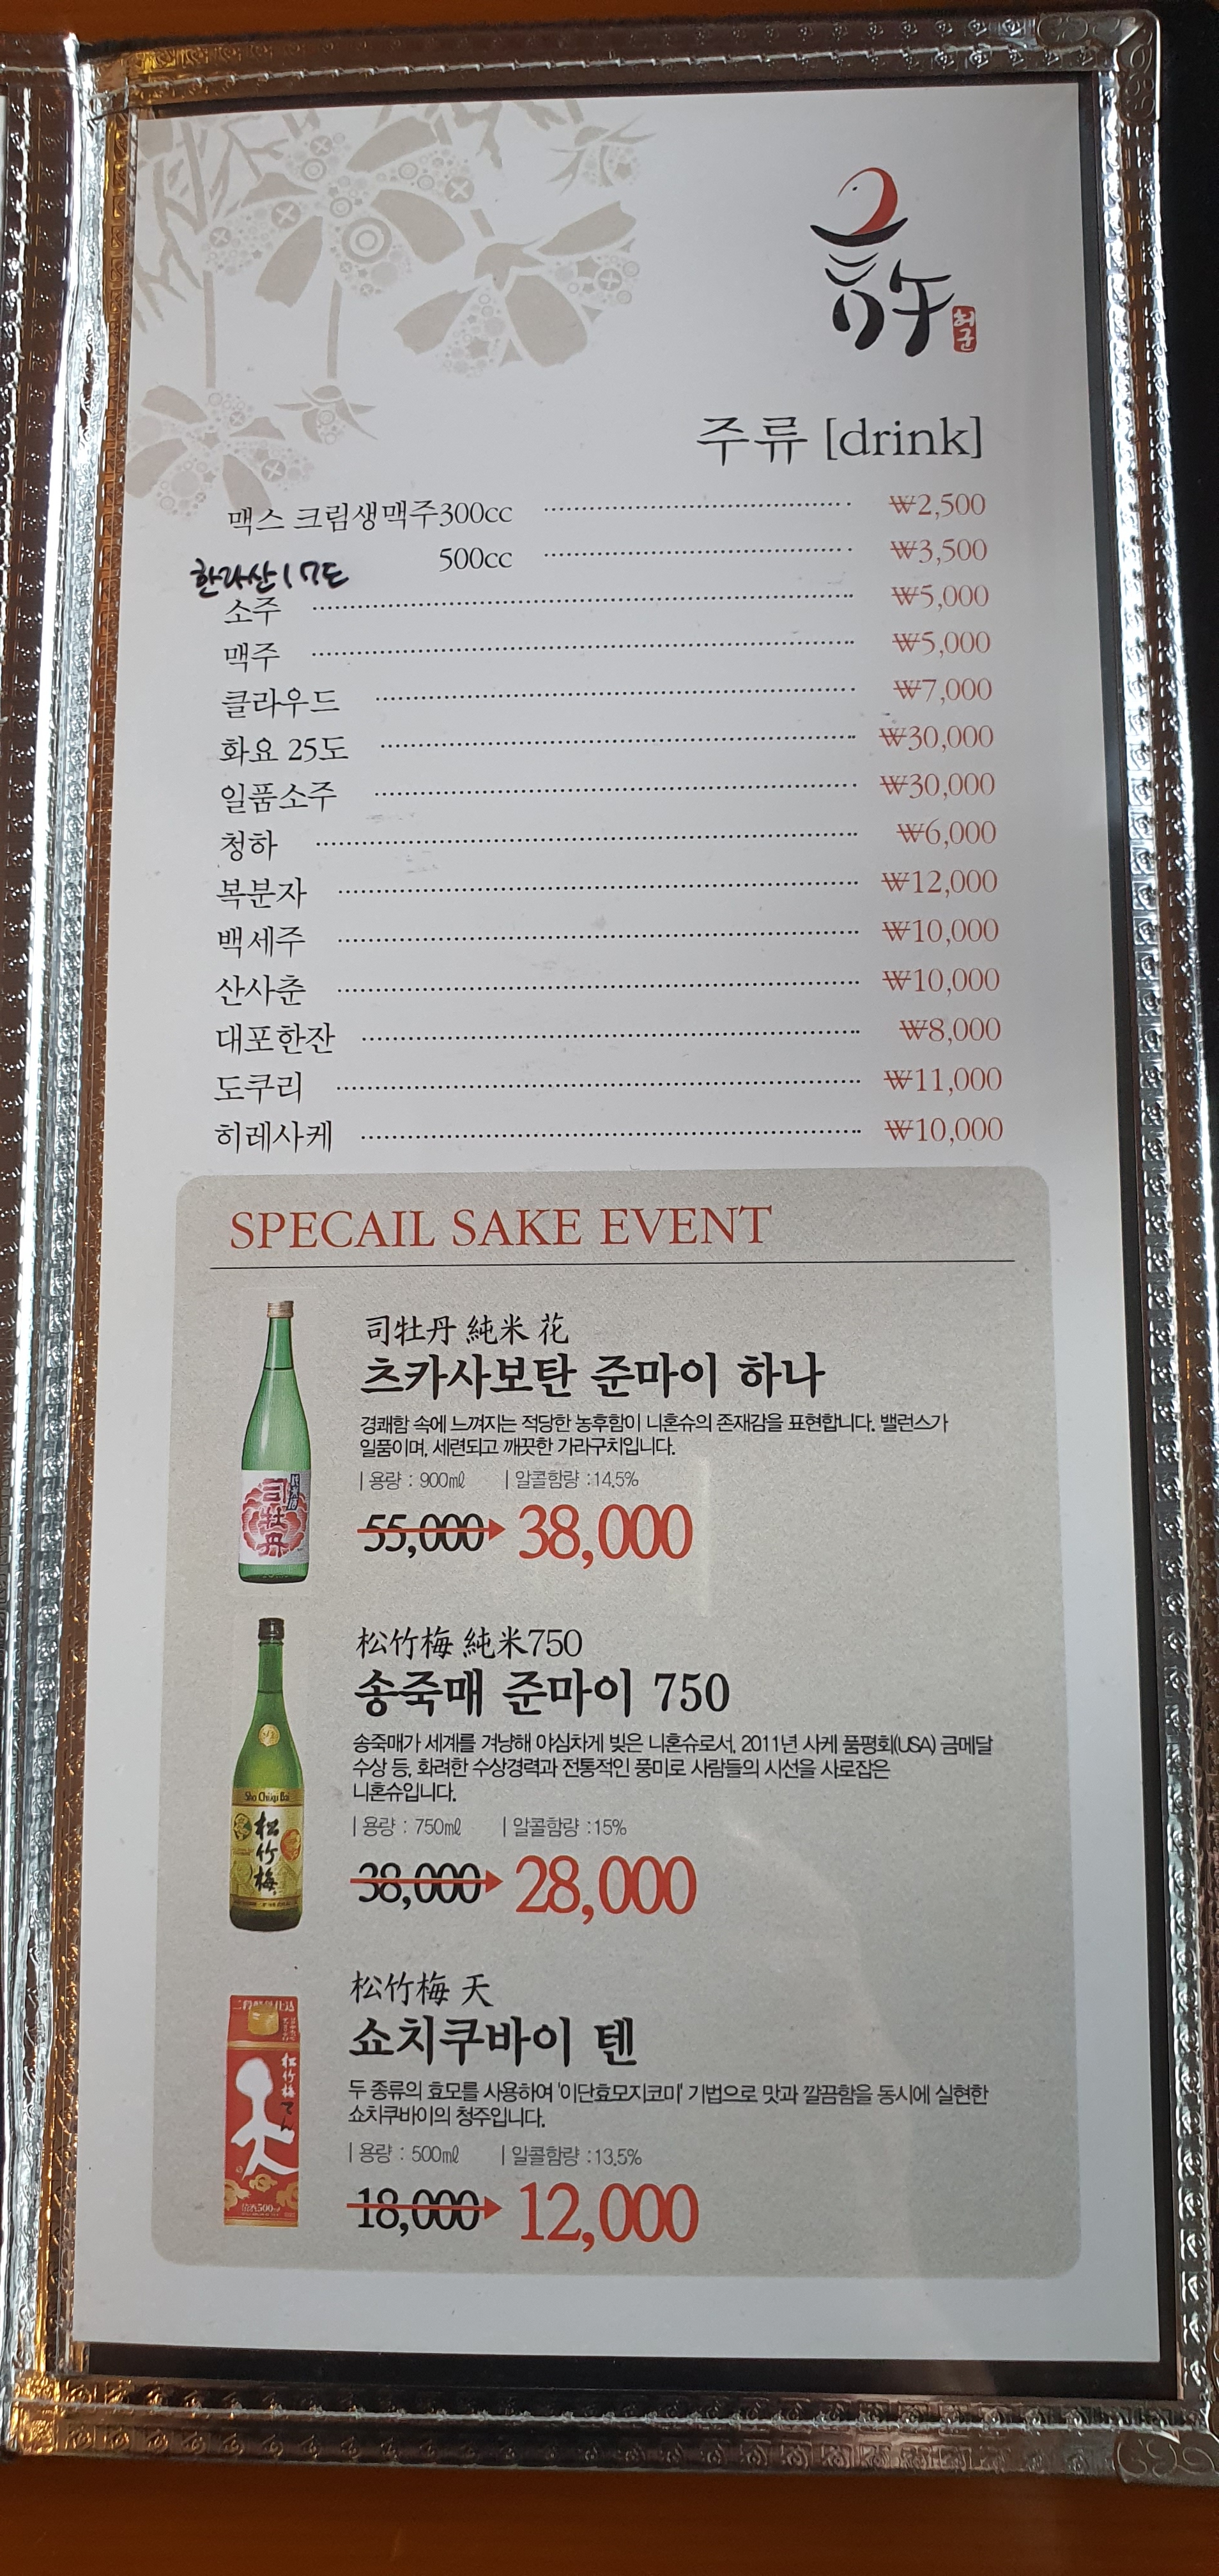 許
허군
주류 [drink]
맥스 크림생맥주300cc ₩2,500
500cc ₩3,500
한라산17도
소주 ₩5,000
맥주 ₩5,000
클라우드 ₩7,000
화요 25도 ₩30,000
일품소주 ₩30,000
청하 ₩6,000
복분자 ₩12,000
백세주 ₩10,000
산사춘 ₩10,000
대포한잔 ₩8,000
도쿠리 ₩11,000
히레사케 ₩10,000
SPECAIL SAKE EVENT
司牡丹 純米 花
츠카사보탄 준마이 하나
경쾌함 속에 느껴지는 적당한 농후함이 니혼슈의 존재감을 표현합니다. 밸런스가
일품이며, 세련되고 깨끗한 가라구치입니다.
| 용량 : 900㎖ | 알콜함량 :14.5%
55,000 38,000
司牡丹
松竹梅 純米750
송죽매 준마이 750
송죽매가 세계를 겨냥해 야심차게 빚은 니혼슈로서, 2011년 사케 품평회(USA) 금메달
수상 등, 화려한 수상경력과 전통적인 풍미로 사람들의 시선을 사로잡은
니혼슈입니다.
| 용량 : 750㎖ | 알콜함량 :15%
38,000 28,000
Sho Chiku Bai
松竹梅
松竹梅 天
쇼치쿠바이 텐
두 종류의 효모를 사용하여 '이단효모지코미' 기법으로 맛과 깔끔함을 동시에 실현한
쇼치쿠바이의 청주입니다.
| 용량 : 500㎖ | 알콜함량 :13.5%
18,000 12,000
松竹梅
天